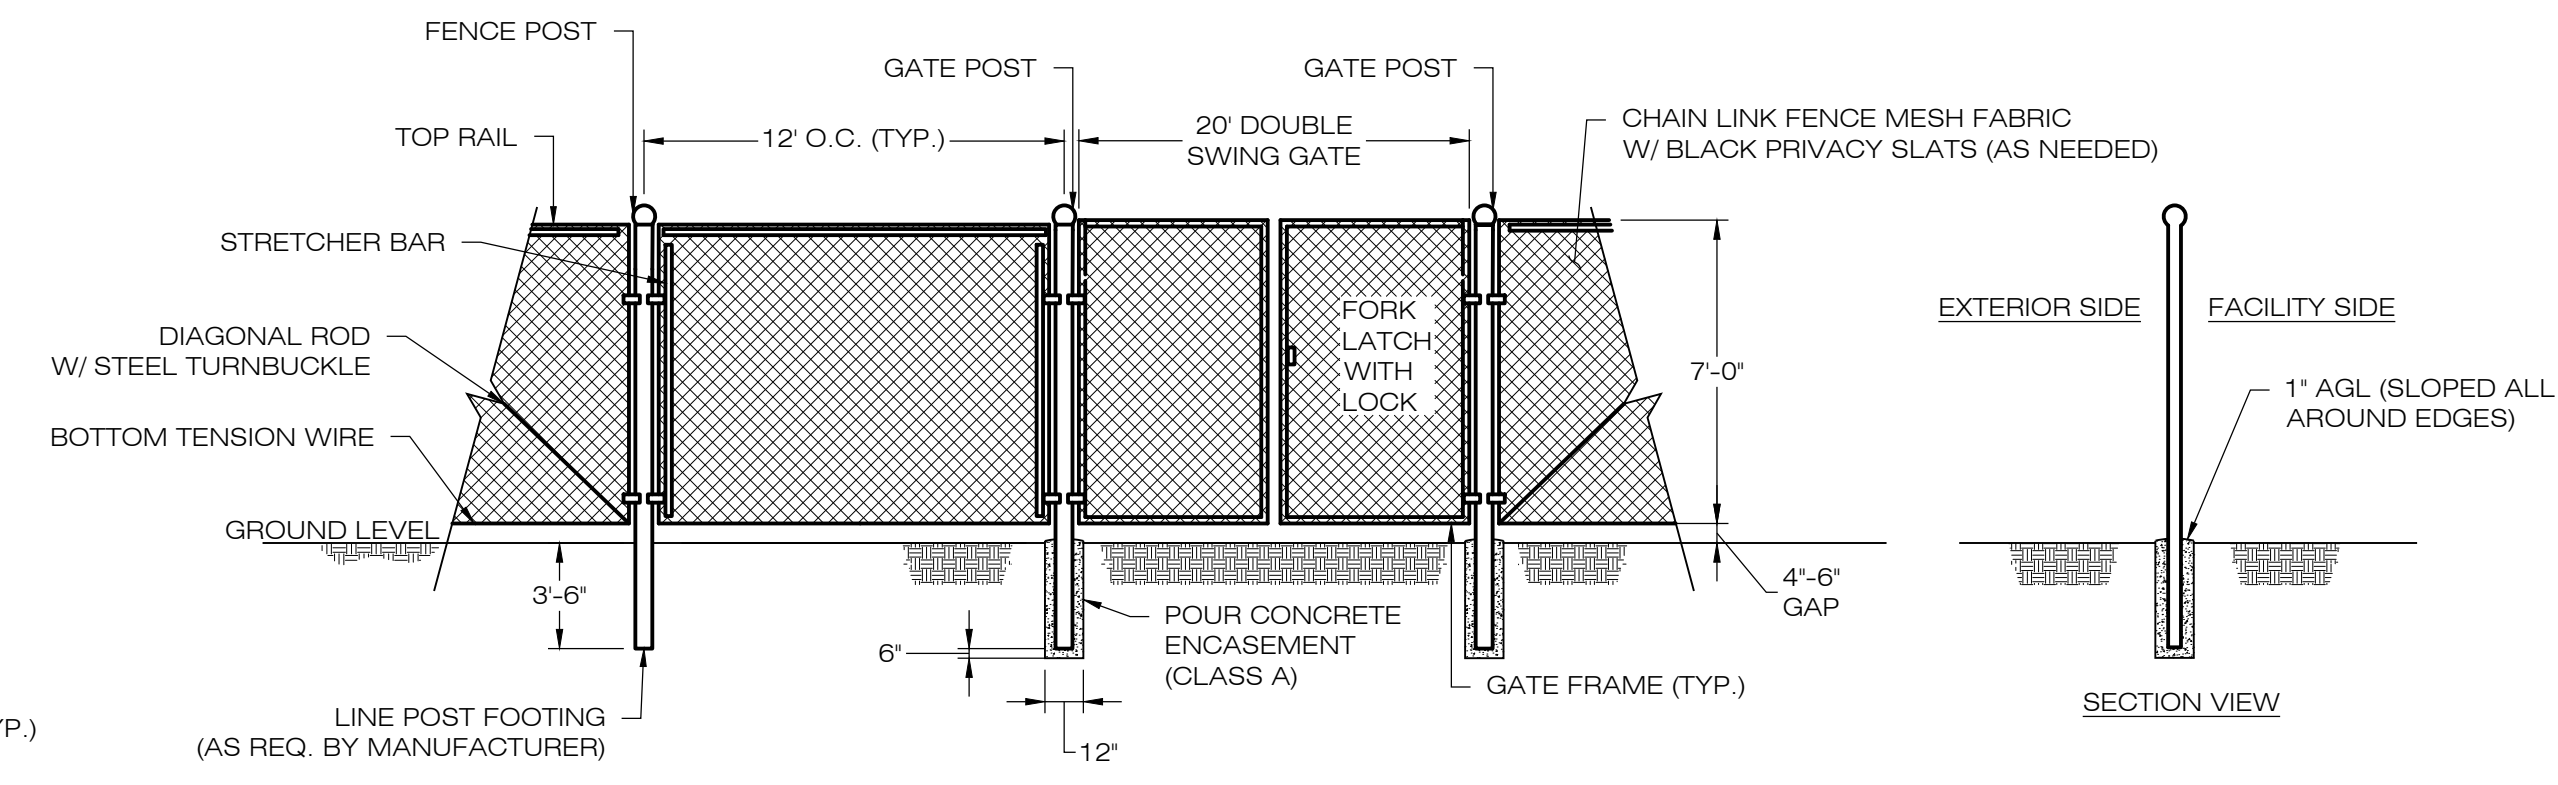 FENCE POST
GATE POST
GATE POST
TOP RAIL
12' O.C. (TYP.)
20' DOUBLE
SWING GATE
CHAIN LINK FENCE MESH FABRIC
W/ BLACK PRIVACY SLATS (AS NEEDED)
STRETCHER BAR
DIAGONAL ROD
W/ STEEL TURNBUCKLE
BOTTOM TENSION WIRE
GROUND LEVEL
FORK
LATCH
WITH
LOCK
7'-0"
4"-6"
GAP
3'-6"
6"
12"
POUR CONCRETE
ENCASEMENT
(CLASS A)
GATE FRAME (TYP.)
LINE POST FOOTING
(AS REQ. BY MANUFACTURER)
EXTERIOR SIDE
FACILITY SIDE
1" AGL (SLOPED ALL
AROUND EDGES)
SECTION VIEW